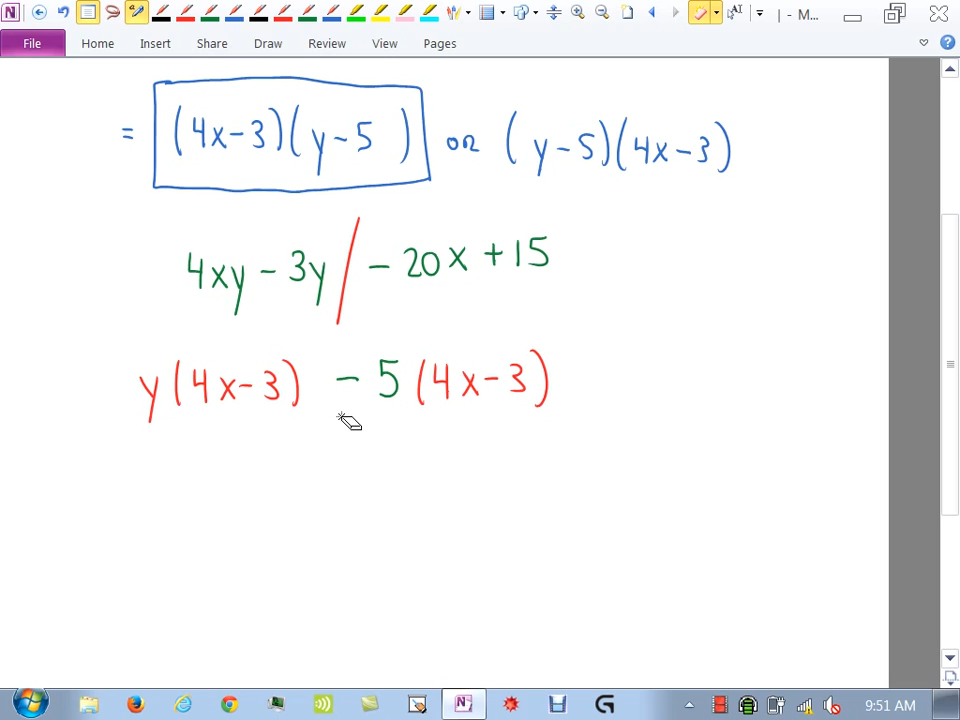 - M...
File Home Insert Share Draw Review View Pages
= (4x-3)(y-5) or (y-5)(4x-3)
4xy - 3y / - 20x + 15
y(4x-3) - 5(4x-3)
9:51 AM